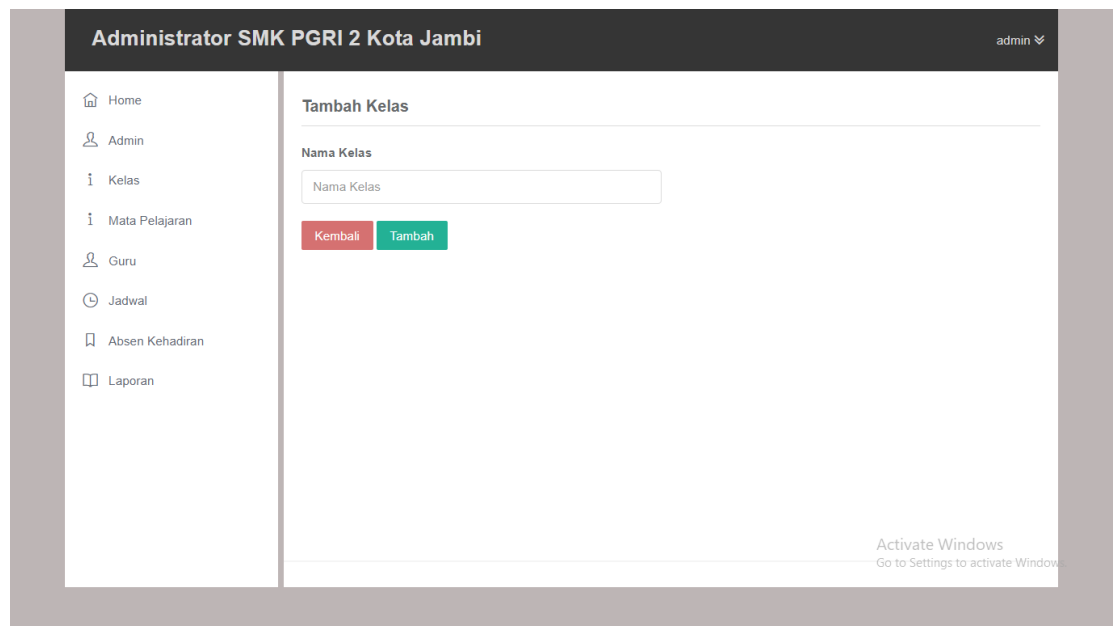 Administrator SMK PGRI 2 Kota Jambi
admin
Home
Admin
Kelas
Mata Pelajaran
Guru
Jadwal
Absen Kehadiran
Laporan
Tambah Kelas
Nama Kelas
Nama Kelas
Kembali Tambah
Activate Windows
Go to Settings to activate Windows